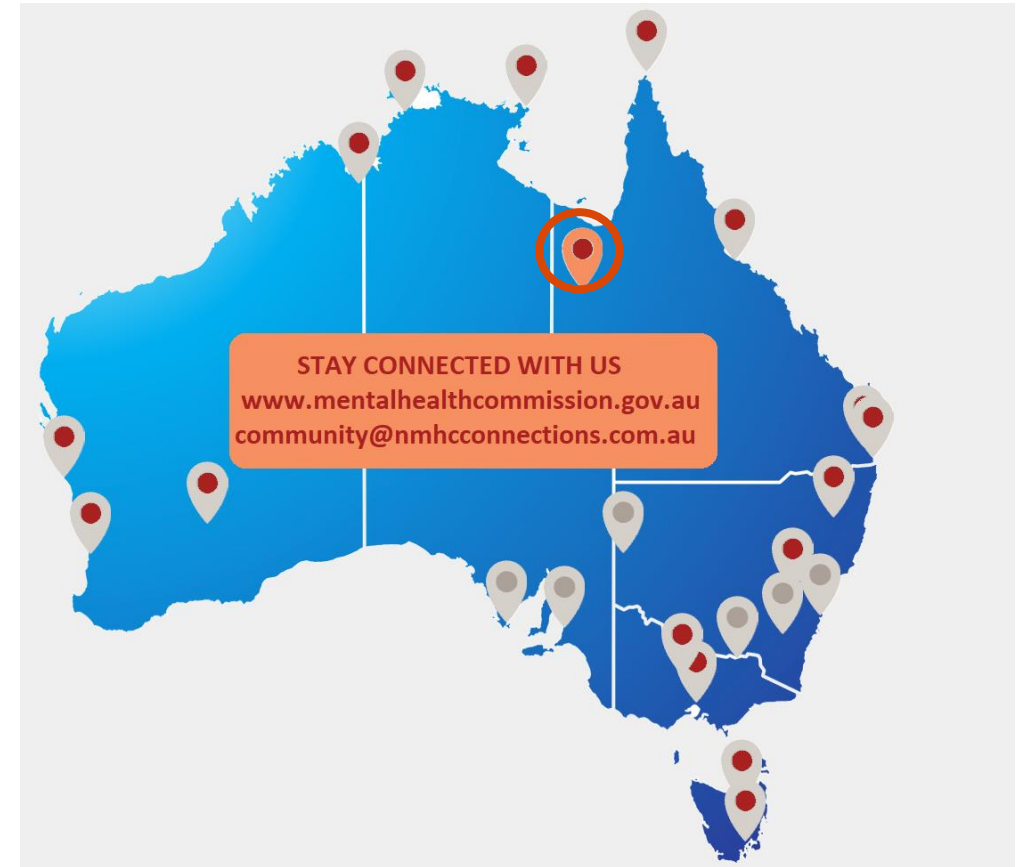 STAY CONNECTED WITH US
www.mentalhealthcommission.gov.au
community@nmhcconnections.com.au